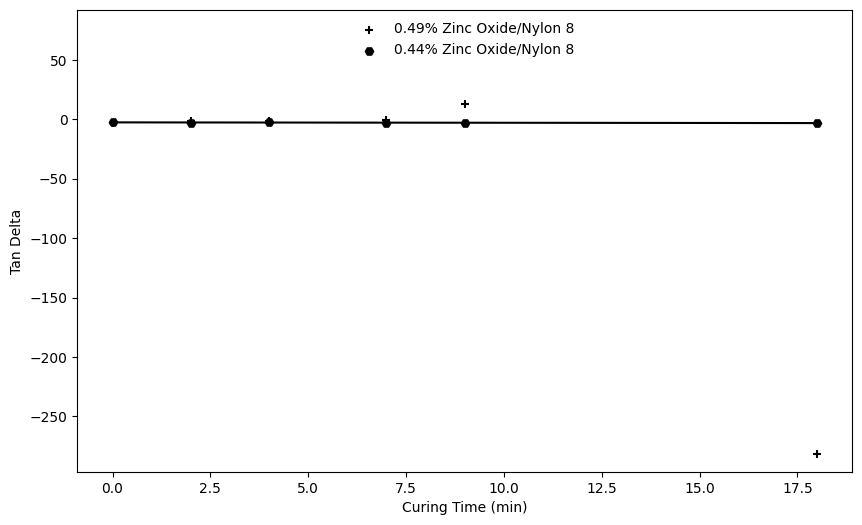 0.49% Zinc Oxide/Nylon 8
0.44% Zinc Oxide/Nylon 8
50
0
−50
−100
−150
−200
−250
Tan Delta
0.0 2.5 5.0 7.5 10.0 12.5 15.0 17.5
Curing Time (min)